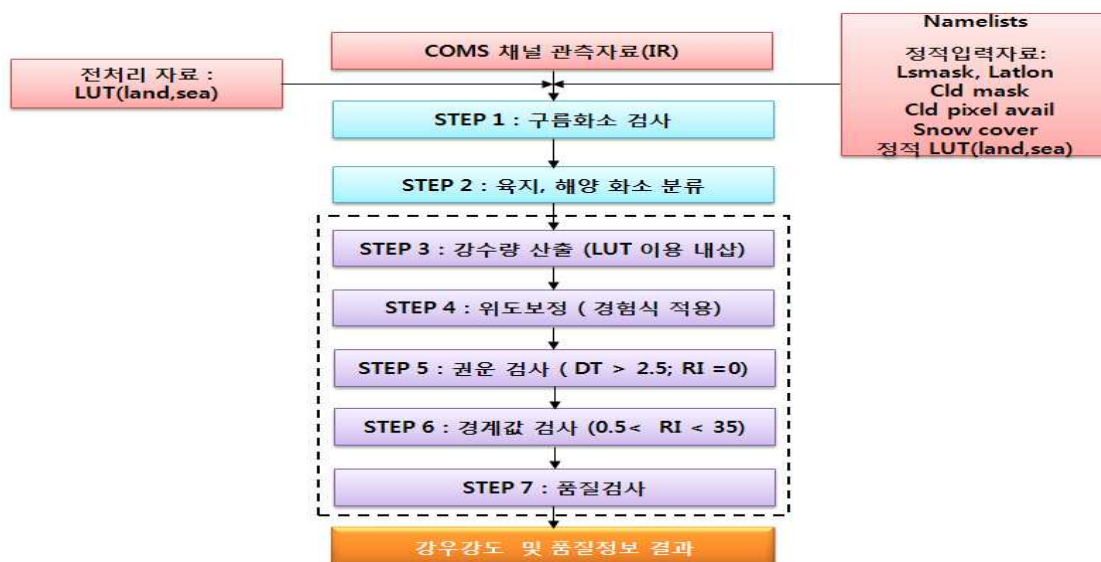 COMS 채널 관측자료(IR)
전처리 자료 :
LUT(land,sea)
Namelists
정적입력자료:
Lsmask, Latlon
Cld mask
Cld pixel avail
Snow cover
정적 LUT(land,sea)
STEP 1 : 구름화소 검사
STEP 2 : 육지, 해양 화소 분류
STEP 3 : 강수량 산출 (LUT 이용 내삽)
STEP 4 : 위도보정 ( 경험식 적용)
STEP 5 : 권운 검사 ( DT > 2.5; RI =0)
STEP 6 : 경계값 검사 (0.5< RI < 35)
STEP 7 : 품질검사
강우강도 및 품질정보 결과